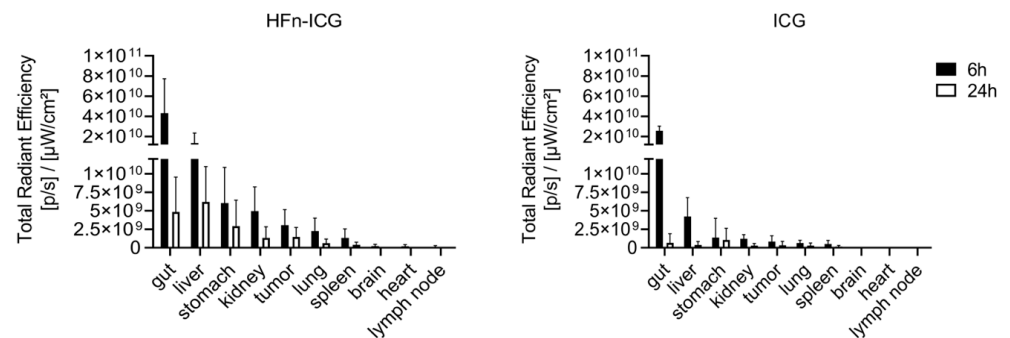 HFn-ICG
Total Radiant Efficiency
[p/s] / [µW/cm²]
1×10¹¹
8×10¹⁰
6×10¹⁰
4×10¹⁰
2×10¹⁰
1×10¹⁰
7.5×10⁹
5×10⁹
2.5×10⁹
0
gut
liver
stomach
kidney
tumor
lung
spleen
brain
heart
lymph node
ICG
Total Radiant Efficiency
[p/s] / [µW/cm²]
1×10¹¹
8×10¹⁰
6×10¹⁰
4×10¹⁰
2×10¹⁰
1×10¹⁰
7.5×10⁹
5×10⁹
2.5×10⁹
0
gut
liver
stomach
kidney
tumor
lung
spleen
brain
heart
lymph node
6h
24h